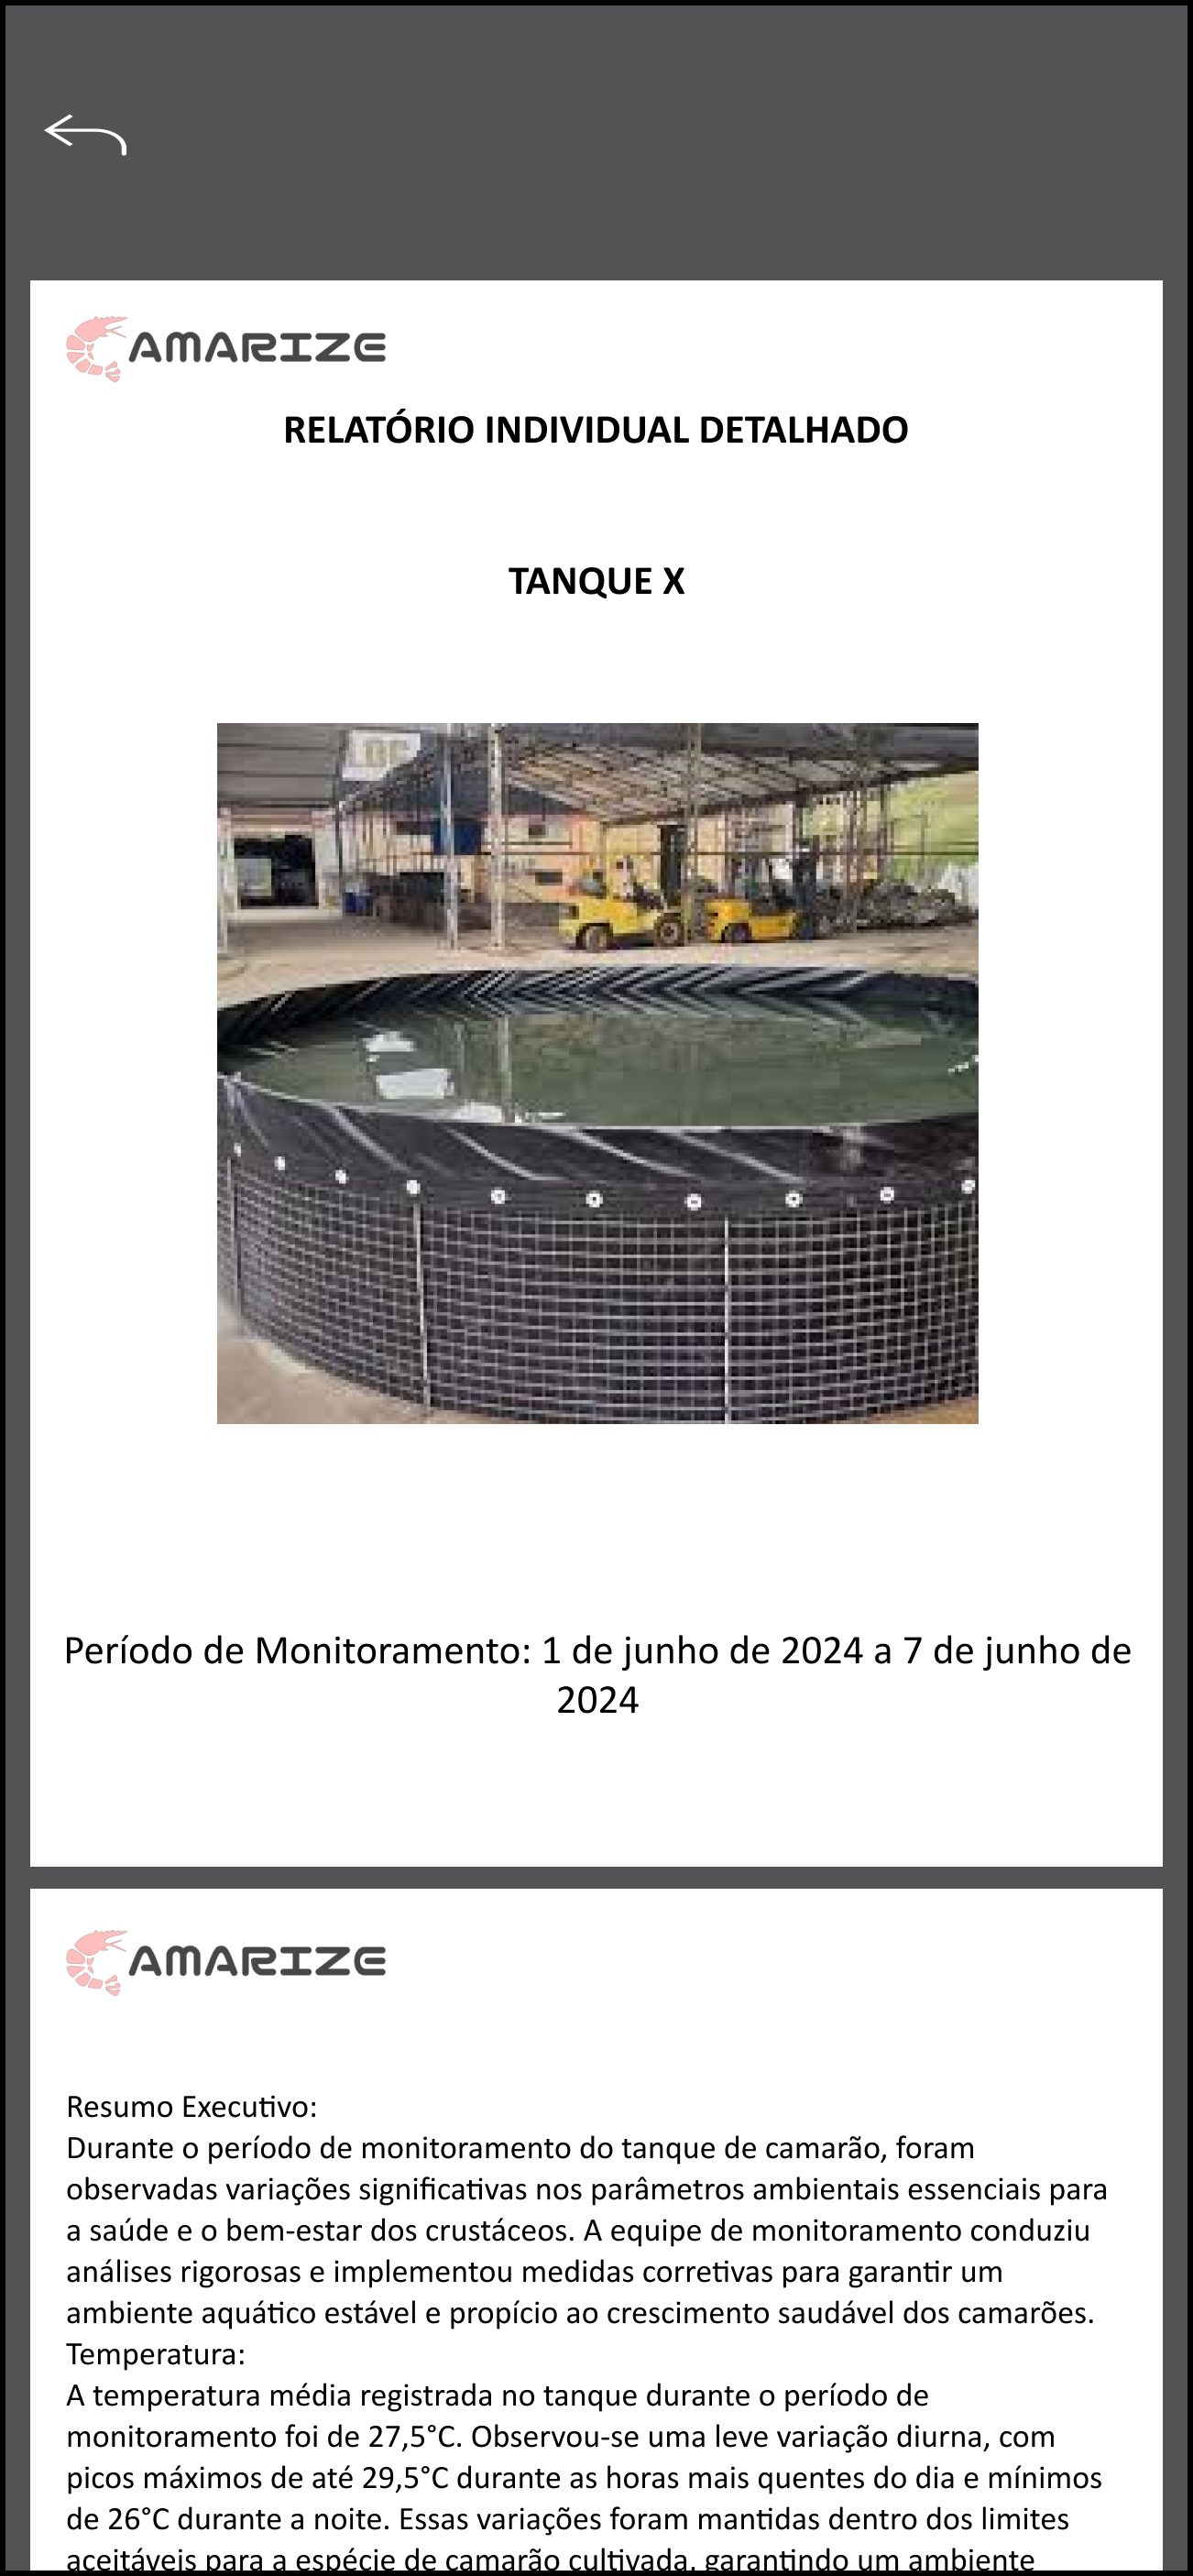 AMARIZE
RELATÓRIO INDIVIDUAL DETALHADO
TANQUE X
Período de Monitoramento: 1 de junho de 2024 a 7 de junho de
2024
AMARIZE
Resumo Executivo:
Durante o período de monitoramento do tanque de camarão, foram
observadas variações significativas nos parâmetros ambientais essenciais para
a saúde e o bem-estar dos crustáceos. A equipe de monitoramento conduziu
análises rigorosas e implementou medidas corretivas para garantir um
ambiente aquático estável e propício ao crescimento saudável dos camarões.
Temperatura:
A temperatura média registrada no tanque durante o período de
monitoramento foi de 27,5°C. Observou-se uma leve variação diurna, com
picos máximos de até 29,5°C durante as horas mais quentes do dia e mínimos
de 26°C durante a noite. Essas variações foram mantidas dentro dos limites
aceitáveis para a espécie de camarão cultivada, garantindo um ambiente